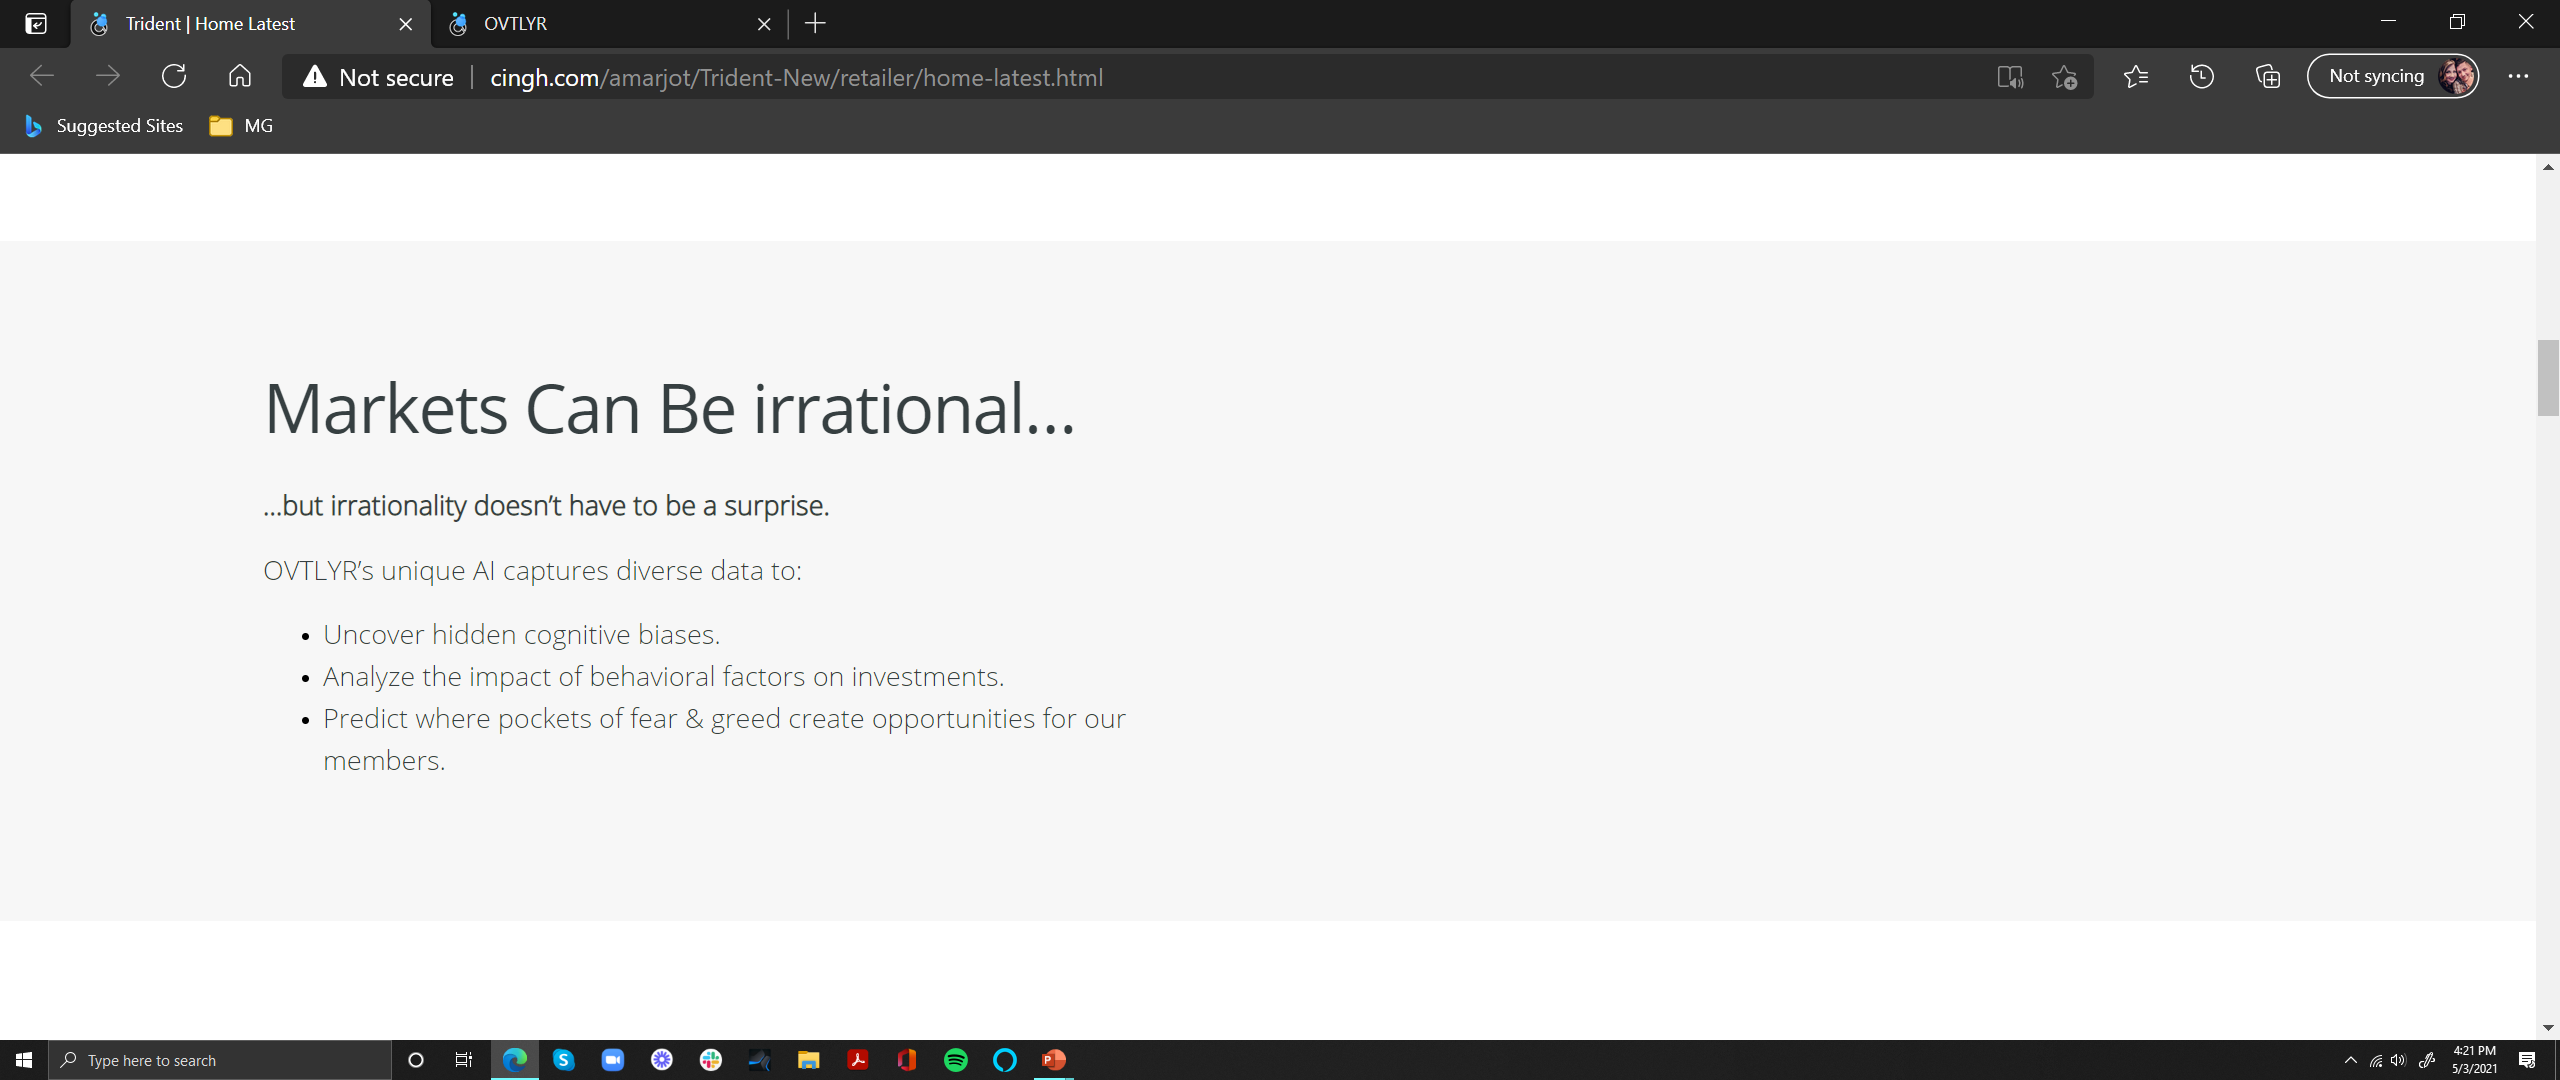 Trident | Home Latest
OVTLYR
Not secure
cingh.com/amarjot/Trident-New/retailer/home-latest.html
Not syncing
Suggested Sites
MG
Markets Can Be irrational...
...but irrationality doesn’t have to be a surprise.
OVTLYR’s unique AI captures diverse data to:
• Uncover hidden cognitive biases.
• Analyze the impact of behavioral factors on investments.
• Predict where pockets of fear & greed create opportunities for our
members.
Type here to search
4:21 PM
5/3/2021